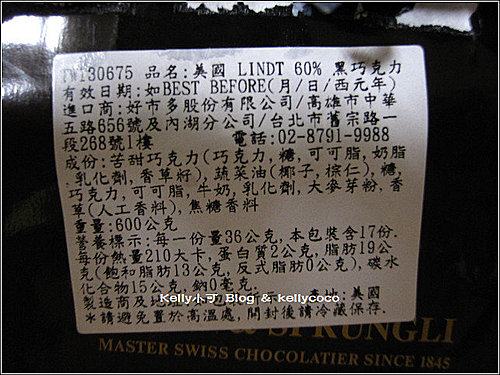 TW130675 品名:美國 LINDT 60% 黑巧克力
有效日期:如BEST BEFORE(月/日/西元年)
進口商:好市多股份有限公司/高雄市中華
五路656號及內湖分公司/台北市舊宗一
段268號1樓 電話:02-8791-9988
成份:苦甜巧克力(巧克力,糖,可可脂,奶脂
,乳化劑,香草籽),蔬菜油(椰子,棕仁),糖,
巧克力,可可脂,牛奶,乳化劑,大麥芽粉,香
草(人工香料),焦糖香料
重量:600公克
營養標示:每一份量36公克,本包裝含17份.
每份熱量210大卡,蛋白質2公克,脂肪19公
克(飽和脂肪13公克,反式脂肪0公克),碳水
化合物15公克,鈉0毫克.
Kelly小可 Blog & kellycoco
製造商及地址 產地:美國
*請避免置於高溫處,開封後請冷藏保存.
& SPRÜNGLI
MASTER SWISS CHOCOLATIER SINCE 1845